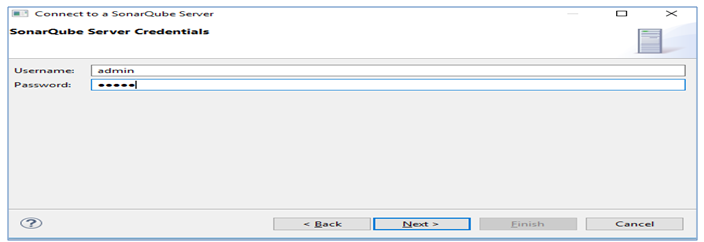 Connect to a SonarQube Server
SonarQube Server Credentials
Username: admin
Password: •••••
? < Back Next > Finish Cancel